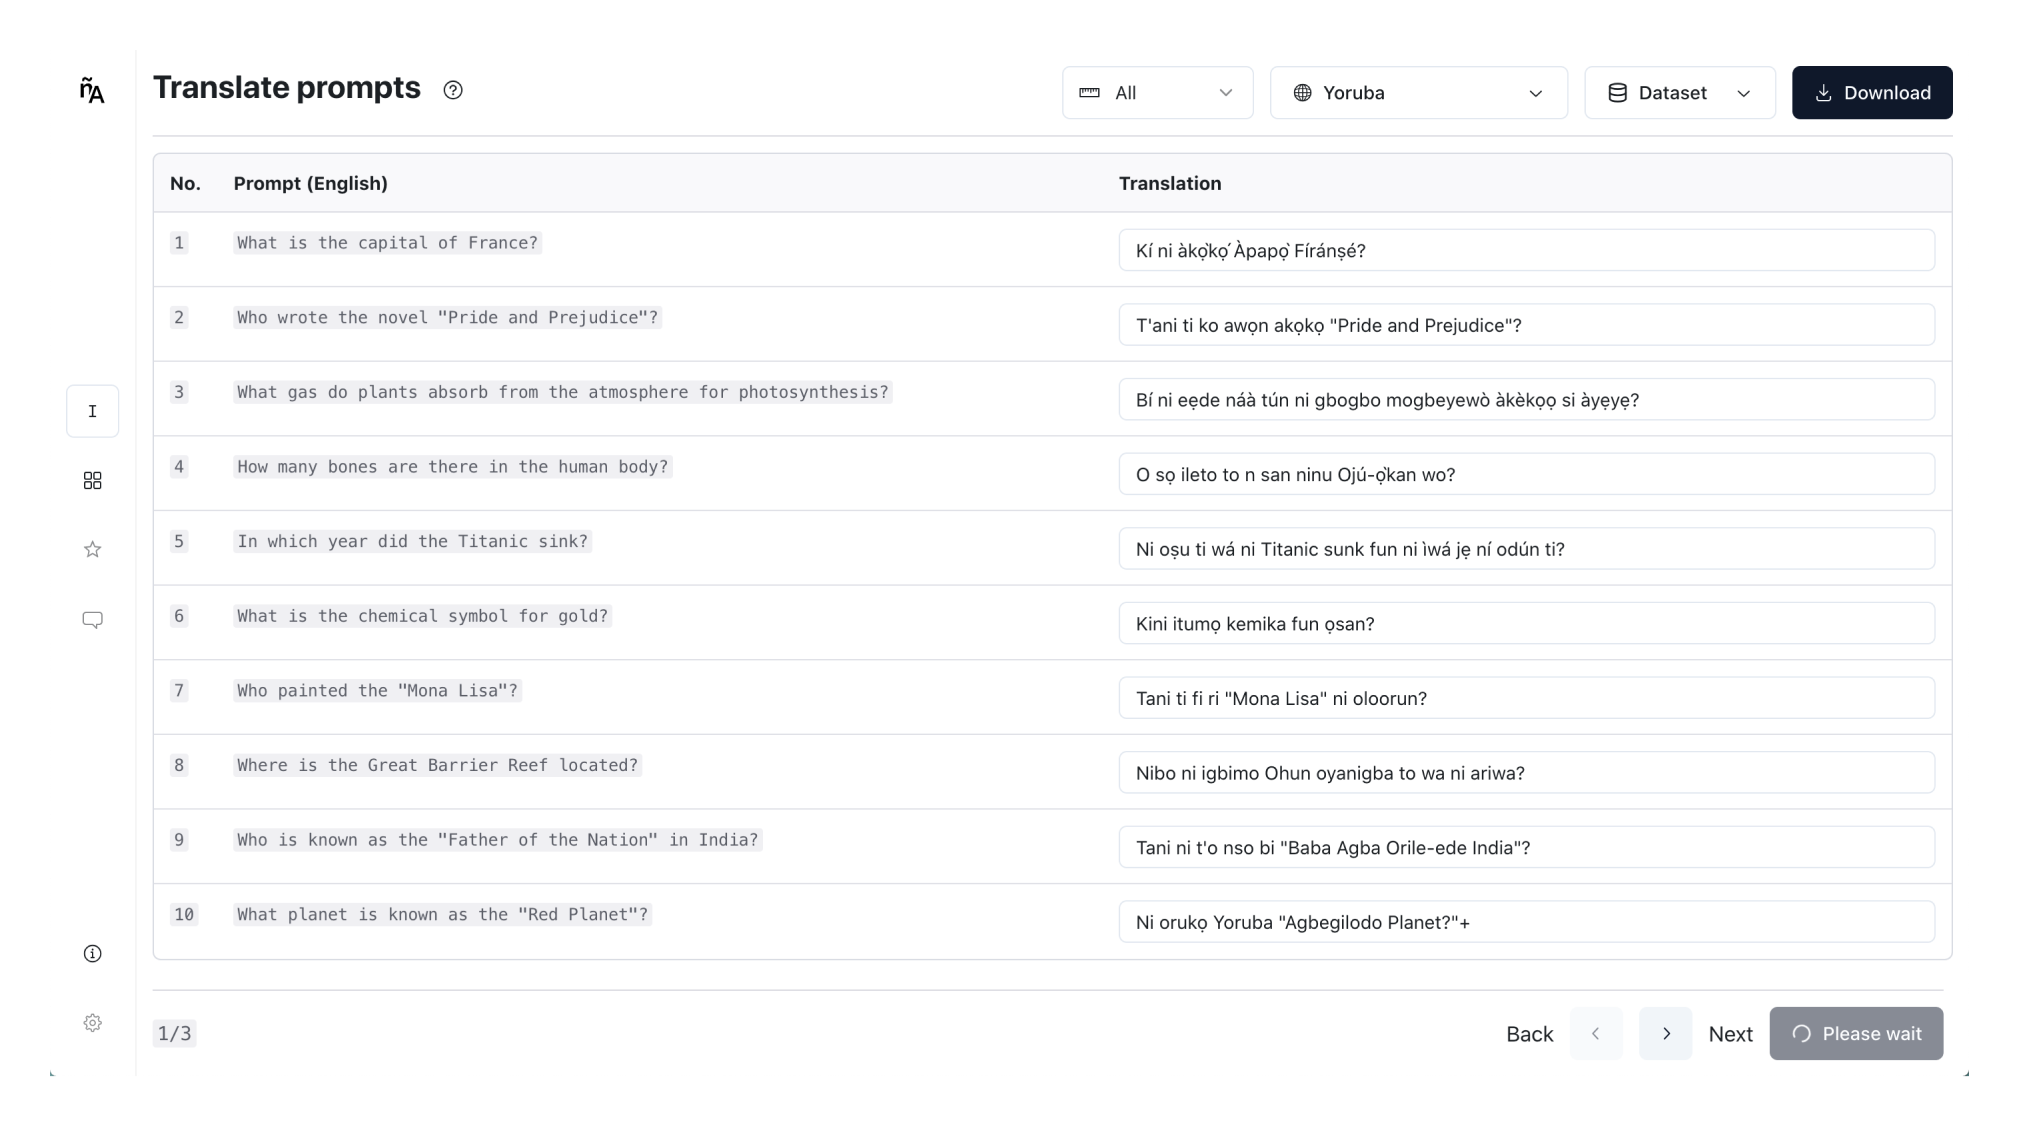 ñA
Translate prompts
All
Yoruba
Dataset
Download
No. Prompt (English) Translation
1 What is the capital of France? Kí ni àkọ̀kọ́ Àpapọ̀ Fíránṣé?
2 Who wrote the novel "Pride and Prejudice"? T'ani ti ko awọn akọkọ "Pride and Prejudice"?
3 What gas do plants absorb from the atmosphere for photosynthesis? Bí ni eẹde náà tún ni gbogbo mogbeyewò àkèkọọ si àyẹyẹ?
4 How many bones are there in the human body? O sọ ileto to n san ninu Ojú-ọ̀kan wo?
5 In which year did the Titanic sink? Ni oṣu ti wá ni Titanic sunk fun ni ìwá jẹ ní odún ti?
6 What is the chemical symbol for gold? Kini itumọ kemika fun ọsan?
7 Who painted the "Mona Lisa"? Tani ti fi ri "Mona Lisa" ni oloorun?
8 Where is the Great Barrier Reef located? Nibo ni igbimo Ohun oyanigba to wa ni ariwa?
9 Who is known as the "Father of the Nation" in India? Tani ni t'o nso bi "Baba Agba Orile-ede India"?
10 What planet is known as the "Red Planet"? Ni orukọ Yoruba "Agbegilodo Planet?"+
1/3
Back
Next
Please wait